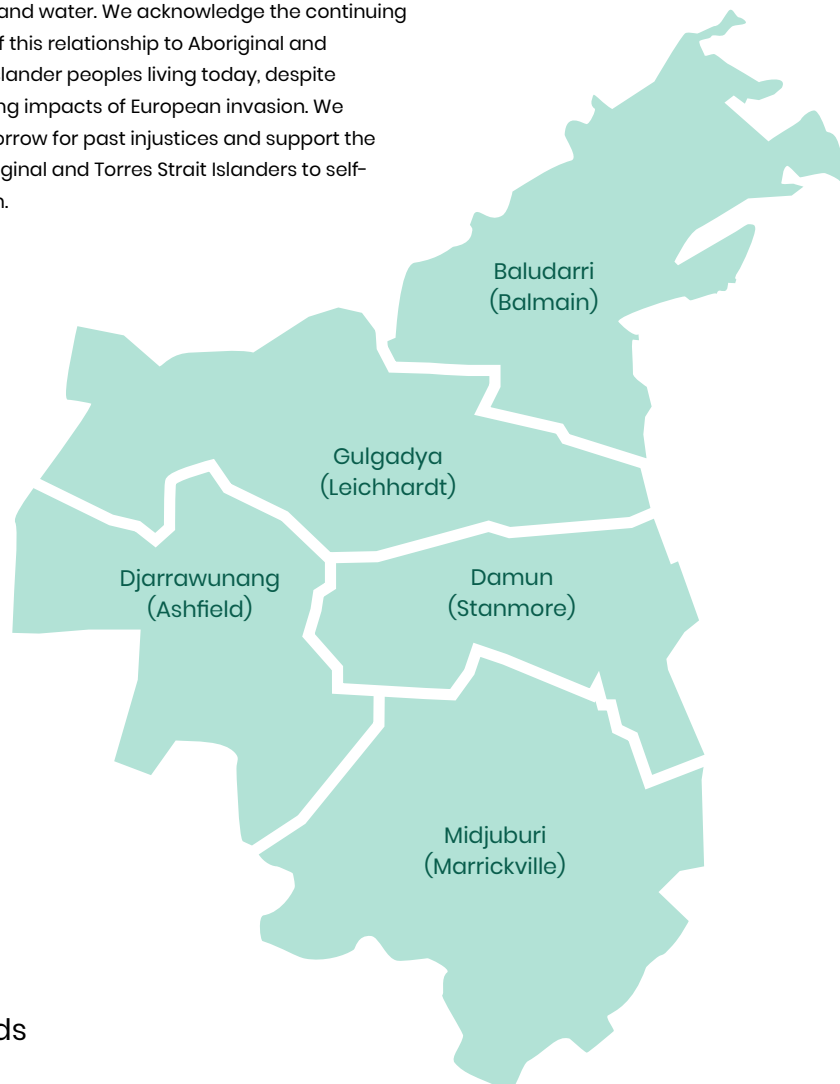 and water. We acknowledge the continuing
f this relationship to Aboriginal and
lander peoples living today, despite
ng impacts of European invasion. We
orrow for past injustices and support the
ginal and Torres Strait Islanders to self-
n.
Baludarri
(Balmain)
Gulgadya
(Leichhardt)
Djarrawunang
(Ashfield)
Damun
(Stanmore)
Midjuburi
(Marrickville)
ds